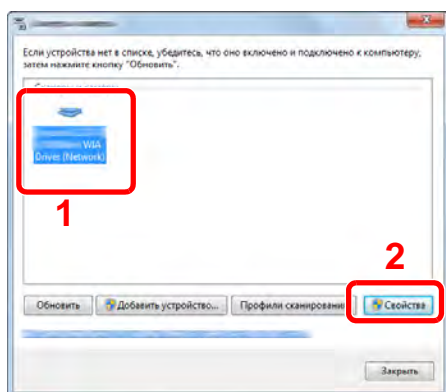 Если устройства нет в списке, убедитесь, что оно включено и подключено к компьютеру,
затем нажмите кнопку "Обновить".
WIA
Driver (Network)
1
2
Обновить
Добавить устройство...
Профили сканирования
Свойства
Закрыть